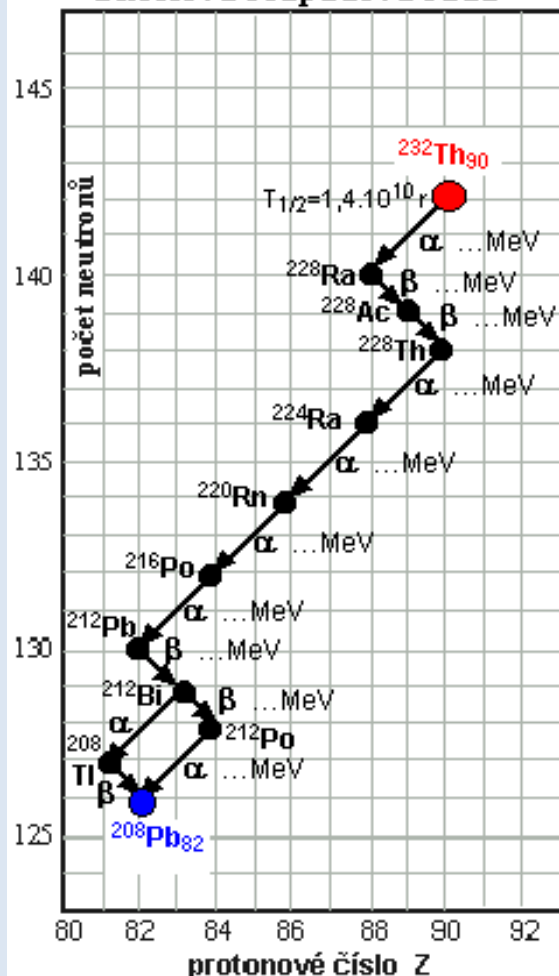 145
²³²Th₉₀
T₁/₂=1,4.10¹⁰ r
α ...MeV
140
²²⁸Ra
β ...MeV
²²⁸Ac
β ...MeV
²²⁸Th
α ...MeV
²²⁴Ra
135
α ...MeV
²²⁰Rn
α ...MeV
²¹⁶Po
α ...MeV
²¹²Pb
130
β ...MeV
²¹²Bi
β ...MeV
α
²¹²Po
²⁰⁸
Tl
α ...MeV
β
²⁰⁸Pb₈₂
125
počet neutronů
80 82 84 86 88 90 92
protonové číslo Z